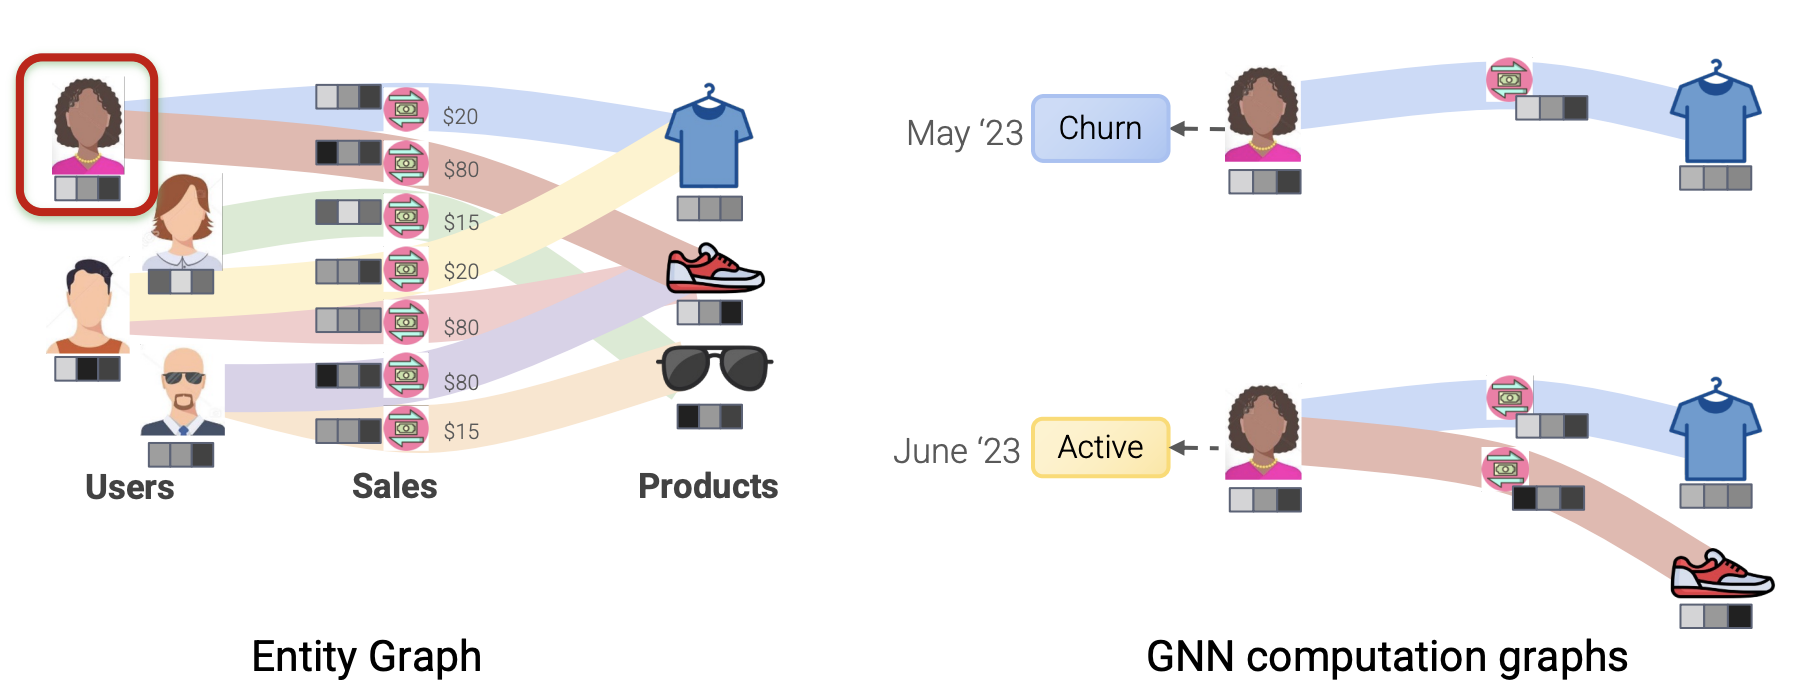 $20
$80
$15
$20
$80
$80
$15
Users
Sales
Products
Entity Graph
May ‘23
Churn
June ‘23
Active
GNN computation graphs